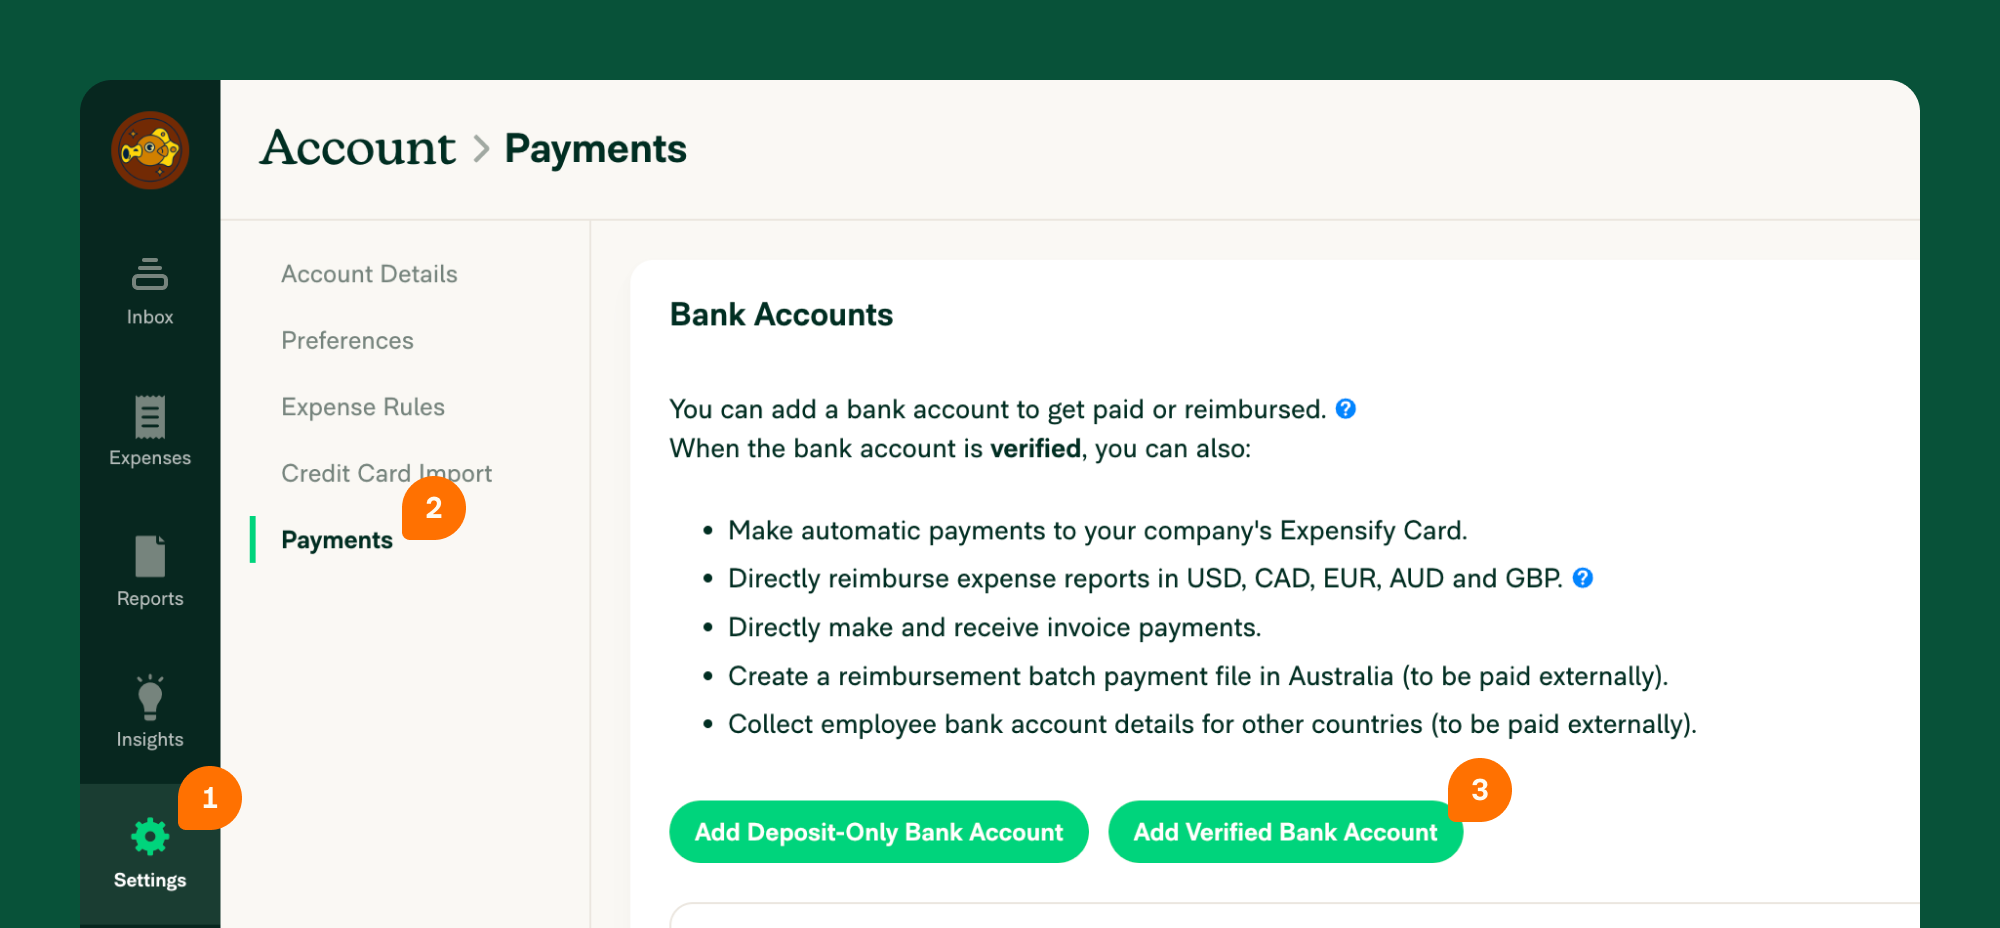 Account > Payments
Inbox
Expenses
Reports
Insights
1
Settings
Account Details
Preferences
Expense Rules
Credit Card Import
2
Payments
Bank Accounts
You can add a bank account to get paid or reimbursed. ?
When the bank account is verified, you can also:
• Make automatic payments to your company's Expensify Card.
• Directly reimburse expense reports in USD, CAD, EUR, AUD and GBP. ?
• Directly make and receive invoice payments.
• Create a reimbursement batch payment file in Australia (to be paid externally).
• Collect employee bank account details for other countries (to be paid externally).
3
Add Deposit-Only Bank Account
Add Verified Bank Account